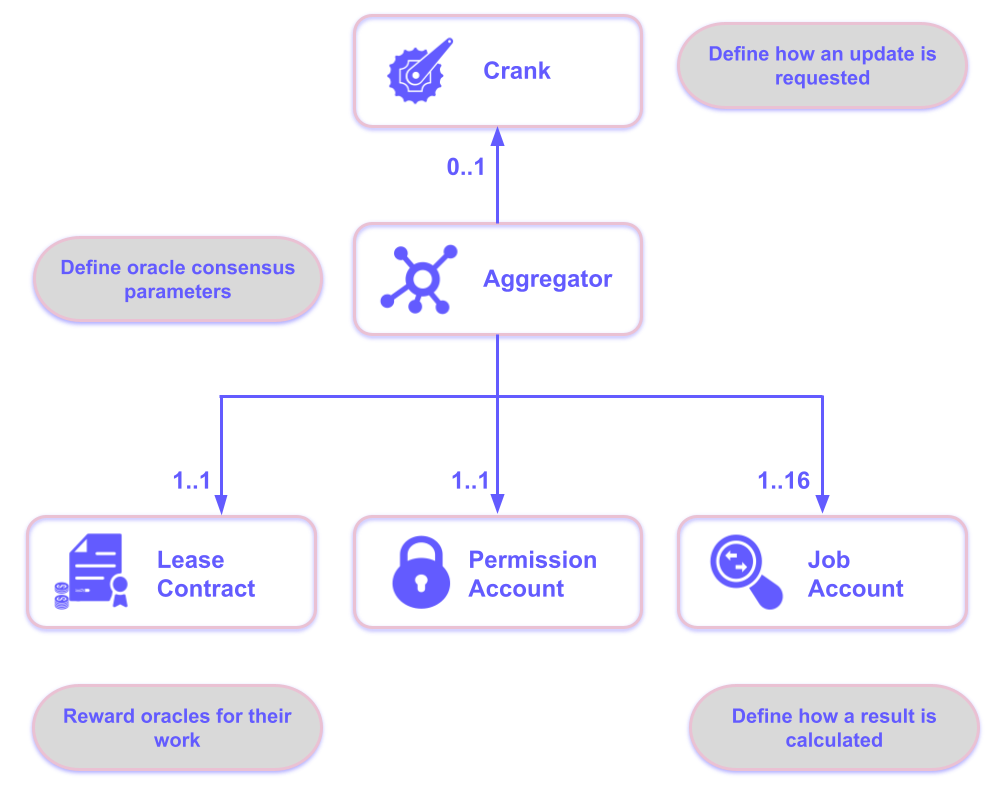 Crank
Define how an update is
requested
0..1
Define oracle consensus
parameters
Aggregator
1..1
1..1
1..16
Lease
Contract
Permission
Account
Job
Account
Reward oracles for their
work
Define how a result is
calculated